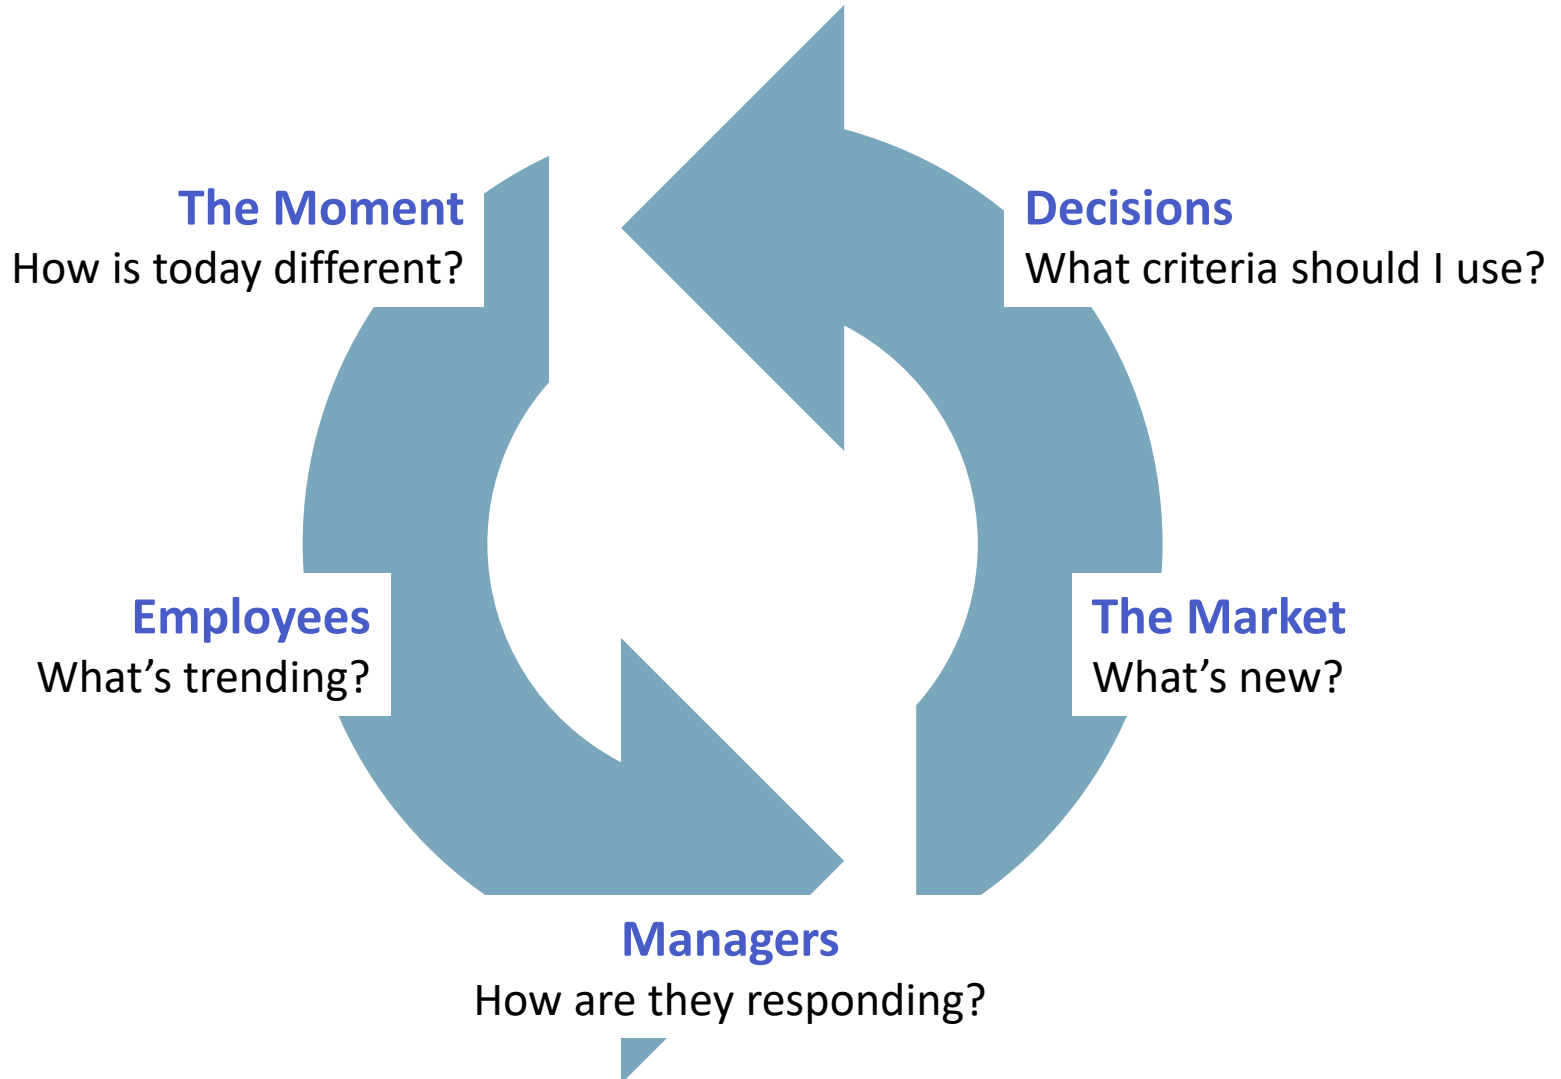 The Moment
How is today different?
Decisions
What criteria should I use?
Employees
What’s trending?
The Market
What’s new?
Managers
How are they responding?